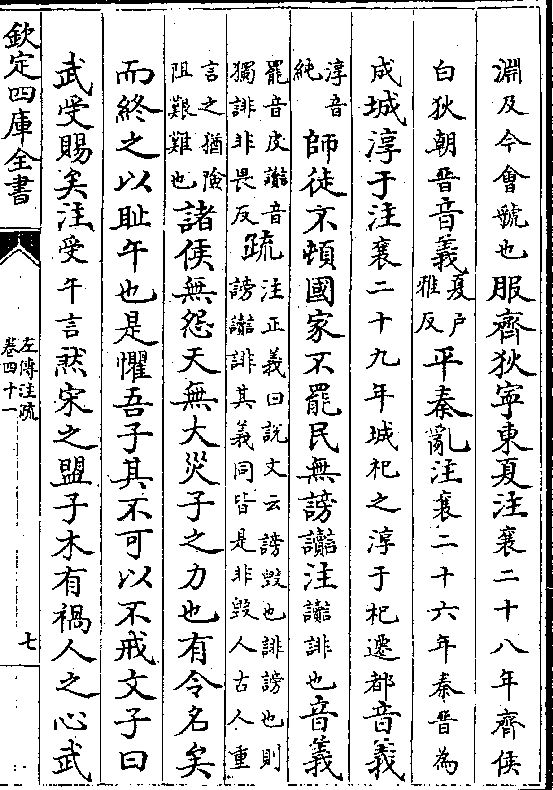 淵及今會虢也服齊狄寜東夏注襄二十八年齊侯
白狄朝晋音義夏户
雅反平秦亂注襄二十六年秦晉為
成城淳于注襄二十九年城杞之淳于杞遷都音義
淳音
純師徒不頓國家不罷民無謗讟注讟誹也音義
罷音皮讟音
獨誹非畏反疏注正義曰説文云謗毀也誹謗也則
謗讟誹其義同皆是非毀人古人重
言之猶險
阻艱難也諸侯無怨天無大災子之力也有令名矣
而終之以耻午也是懼吾子其不可以不戒文子曰
武受賜矣注受午言然宋之盟子木有禍人之心武
欽定四庫全書
左傳注疏
卷四十一
七